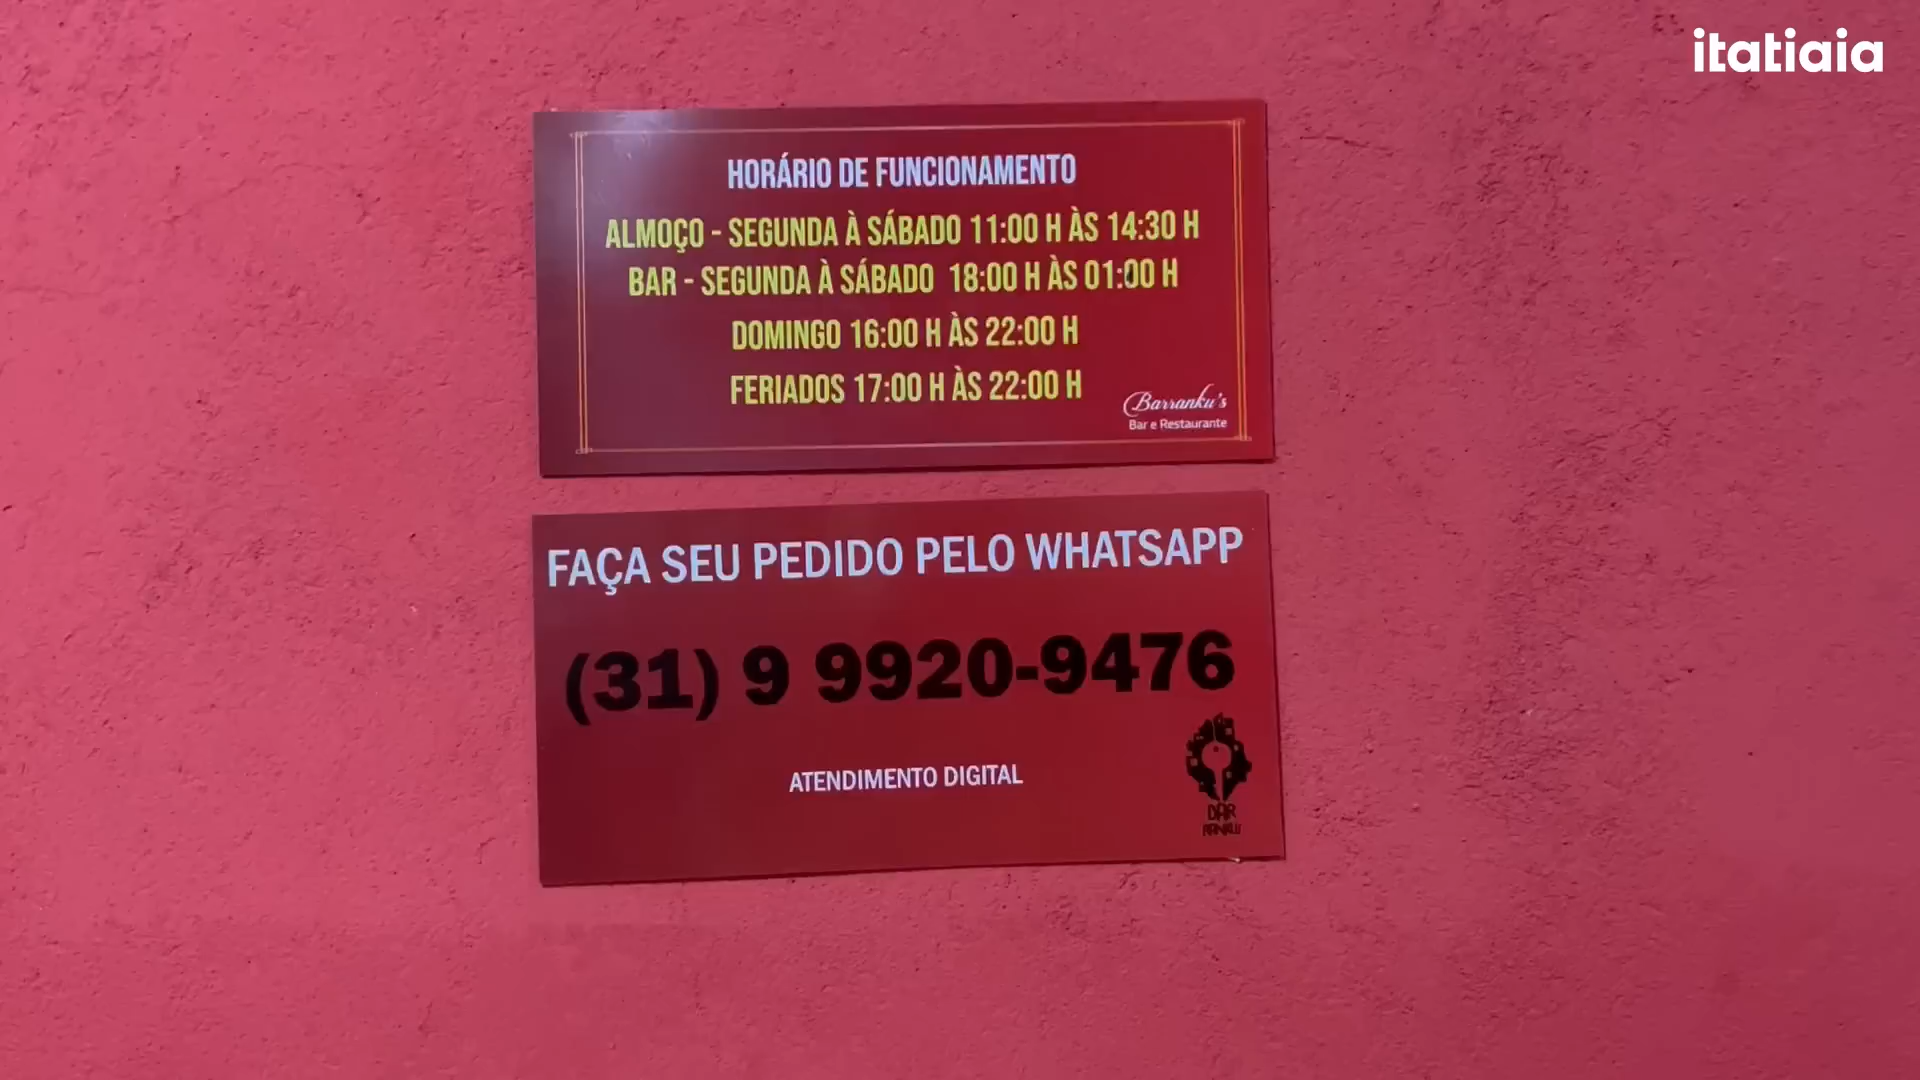 itatiaia
HORÁRIO DE FUNCIONAMENTO
ALMOÇO - SEGUNDA À SÁBADO 11:00 H ÀS 14:30 H
BAR - SEGUNDA À SÁBADO 18:00 H ÀS 01:00 H
DOMINGO 16:00 H ÀS 22:00 H
FERIADOS 17:00 H ÀS 22:00 H
Barranku's
Bar e Restaurante
FAÇA SEU PEDIDO PELO WHATSAPP
(31) 9 9920-9476
ATENDIMENTO DIGITAL